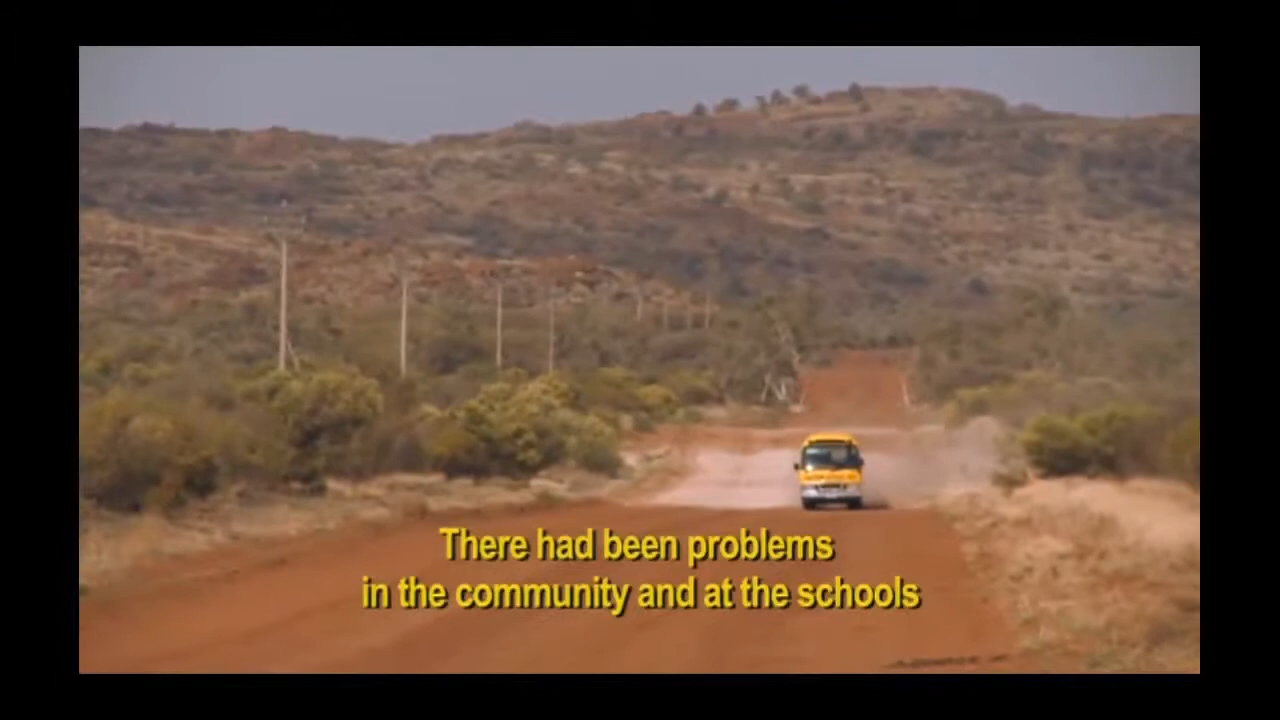 There had been problems
in the community and at the schools